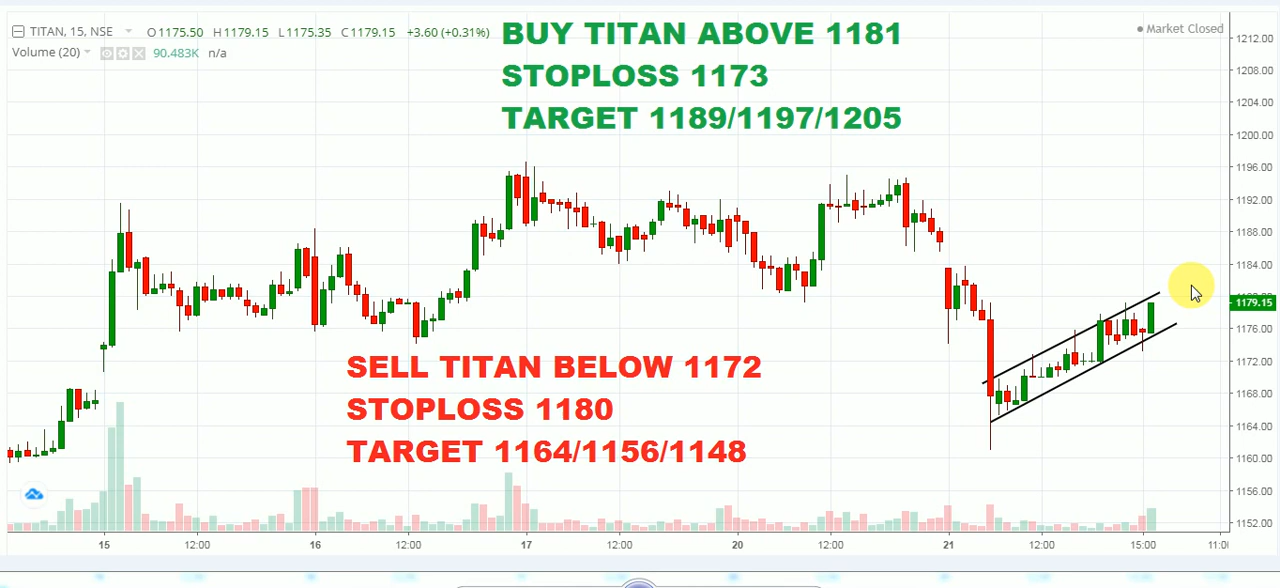 TITAN, 15, NSE O1175.50 H1179.15 L1175.35 C1179.15 +3.60 (+0.31%)
Volume (20) 90.483K n/a
Market Closed
BUY TITAN ABOVE 1181
STOPLOSS 1173
TARGET 1189/1197/1205
SELL TITAN BELOW 1172
STOPLOSS 1180
TARGET 1164/1156/1148
1212.00
1208.00
1204.00
1200.00
1196.00
1192.00
1188.00
1184.00
1179.15
1176.00
1172.00
1168.00
1164.00
1160.00
1156.00
1152.00
15 12:00 16 12:00 17 12:00 20 12:00 21 12:00 15:00 11:0